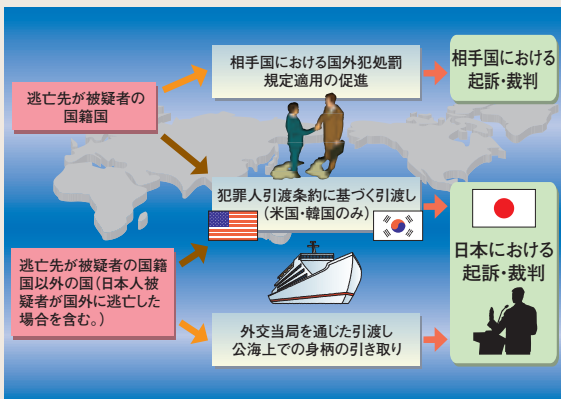 逃亡先が被疑者の
国籍国
相手国における国外犯処罰
規定適用の促進
相手国における
起訴・裁判
犯罪人引渡条約に基づく引渡し
（米国・韓国のみ）
日本における
起訴・裁判
逃亡先が被疑者の国籍
国以外の国（日本人被
疑者が国外に逃亡した
場合を含む。）
外交当局を通じた引渡し
公海上での身柄の引き取り